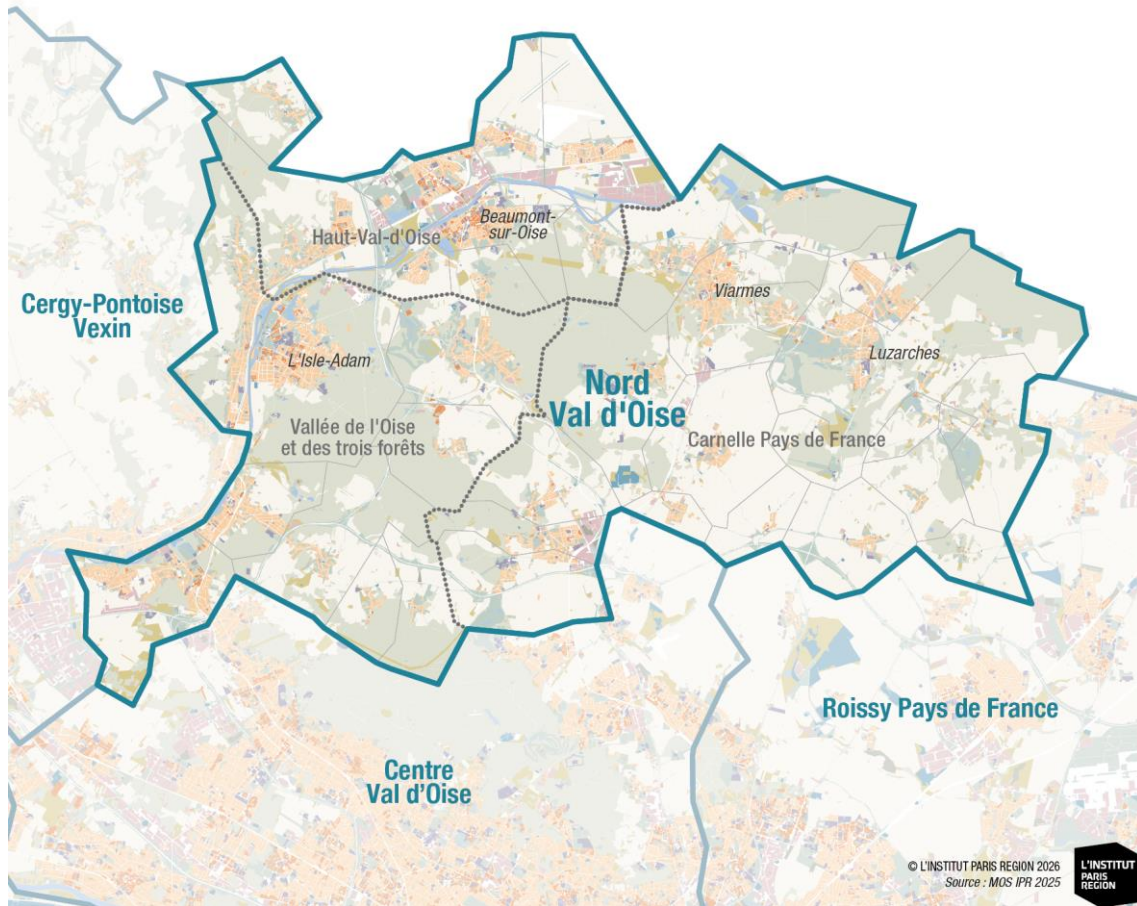 Beaumont-
sur-Oise
Haut-Val-d'Oise
Cergy-Pontoise
Vexin
Viarmes
L'Isle-Adam
Luzarches
Nord
Val d'Oise
Vallée de l'Oise
et des trois forêts
Carnelle Pays de France
Roissy Pays de France
Centre
Val d'Oise
© L'INSTITUT PARIS REGION 2026
Source : MOS IPR 2025
L'INSTITUT
PARIS
REGION